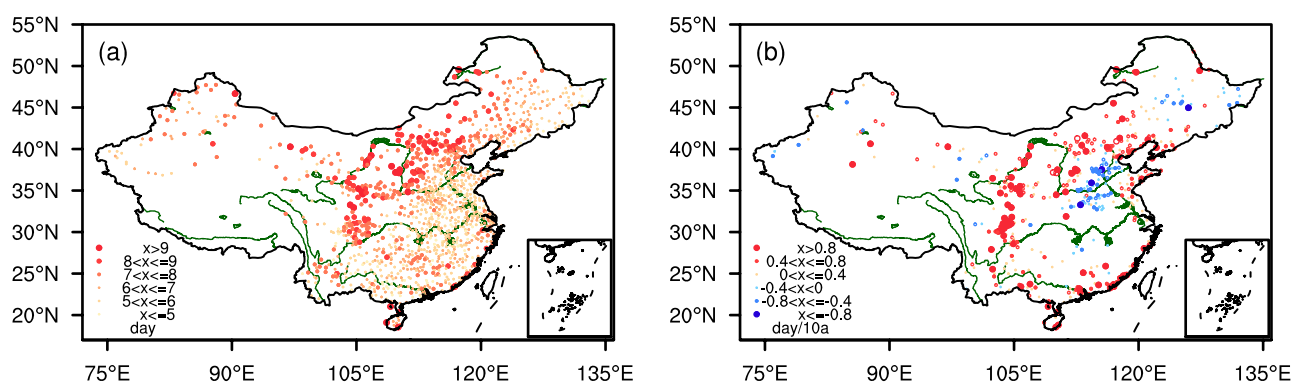 55°N
50°N
45°N
40°N
35°N
30°N
25°N
20°N
(a)
x>9
8<x<=9
7<x<=8
6<x<=7
5<x<=6
x<=5
day
75°E 90°E 105°E 120°E 135°E
55°N
50°N
45°N
40°N
35°N
30°N
25°N
20°N
(b)
x>0.8
0.4<x<=0.8
0<x<=0.4
-0.4<x<0
-0.8<x<=-0.4
x<=-0.8
day/10a
75°E 90°E 105°E 120°E 135°E